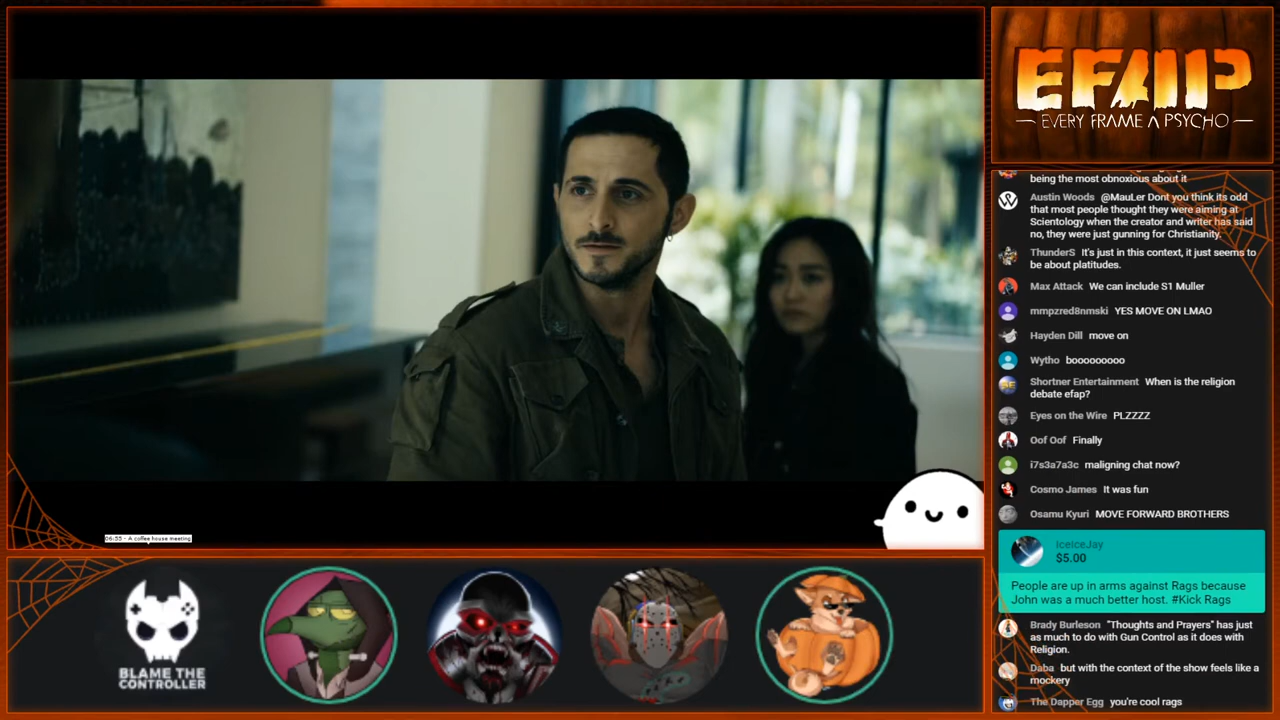 EFAP
EVERY FRAME A PSYCHO
being the most obnoxious about it
Austin Woods @MauLer Dont you think its odd
that most people thought they were aiming at
Scientology when the creator and writer has said
no, they were just gunning for Christianity.
ThunderS It's just in this context, it just seems to
be about platitudes.
Max Attack We can include S1 Muller
mmpzred8nmski YES MOVE ON LMAO
Hayden Dill move on
Wytho booooooooo
Shortner Entertainment When is the religion
debate efap?
Eyes on the Wire PLZZZZ
Oof Oof Finally
i7s3a7a3c maligning chat now?
Cosmo James It was fun
Osamu Kyuri MOVE FORWARD BROTHERS
IceIceJay
$5.00
People are up in arms against Rags because
John was a much better host. #Kick Rags
Brady Burleson "Thoughts and Prayers" has just
as much to do with Gun Control as it does with
Religion.
Daba but with the context of the show feels like a
mockery
The Dapper Egg you're cool rags
06:55 - A coffee house meeting
BLAME THE
CONTROLLER